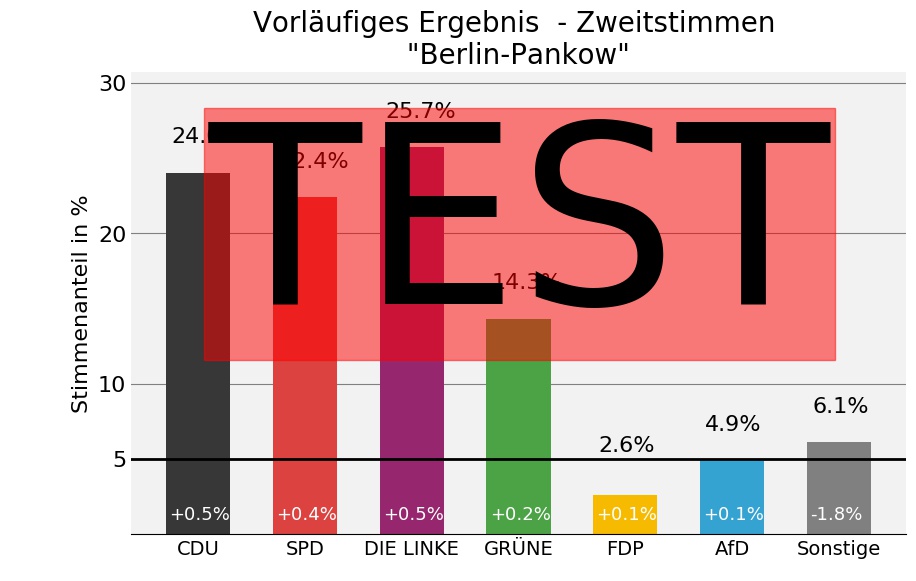 Vorläufiges Ergebnis - Zweitstimmen
"Berlin-Pankow"
Stimmenanteil in %
30
20
10
5
25.7%
14.3%
2.6%
4.9%
6.1%
TEST
+0.5%
+0.4%
+0.5%
+0.2%
+0.1%
+0.1%
-1.8%
CDU
SPD
DIE LINKE
GRÜNE
FDP
AfD
Sonstige